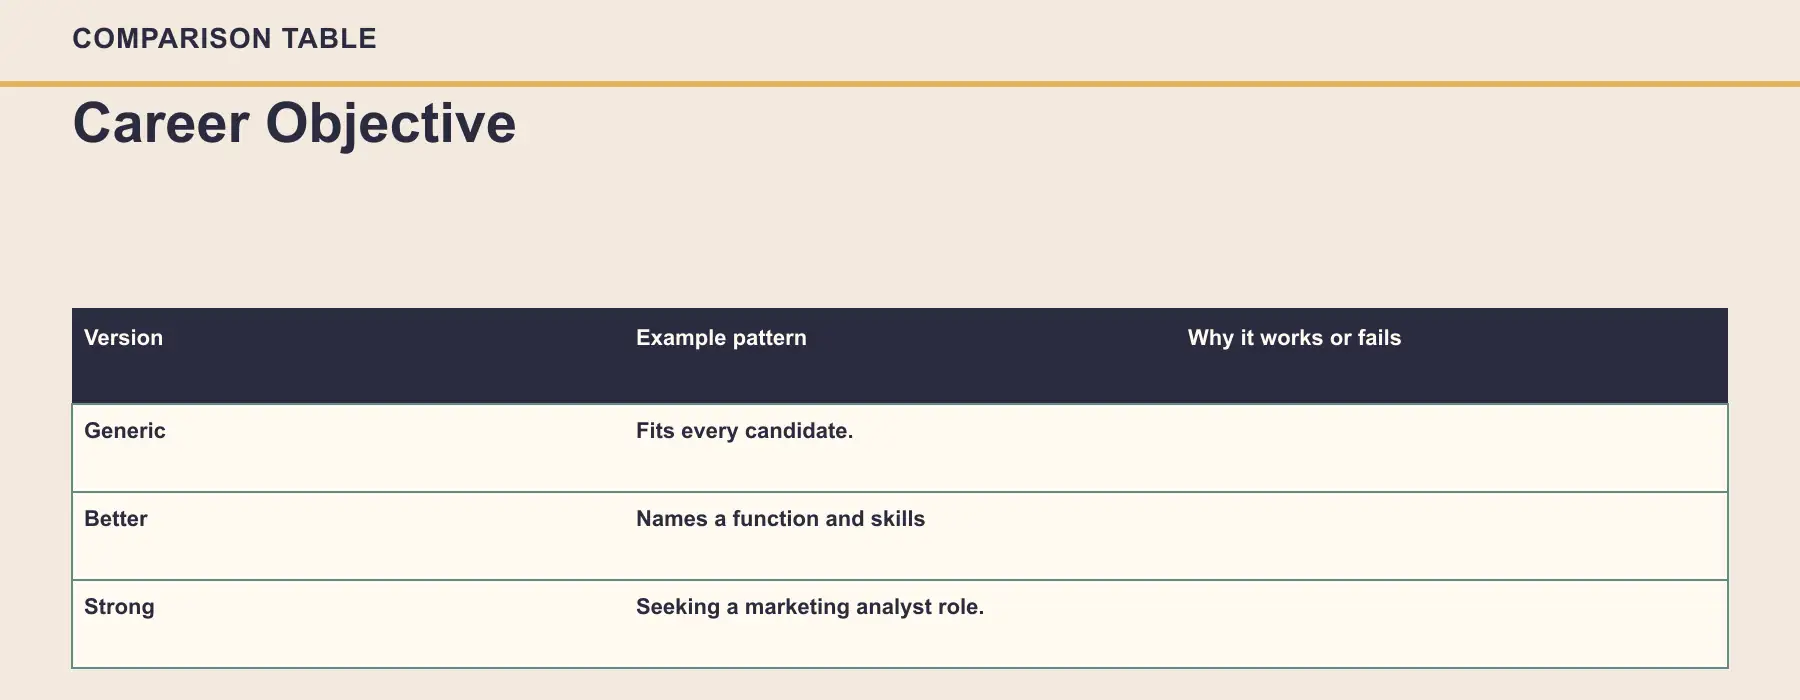 COMPARISON TABLE
Career Objective
Version Example pattern Why it works or fails
Generic Fits every candidate.
Better Names a function and skills
Strong Seeking a marketing analyst role.